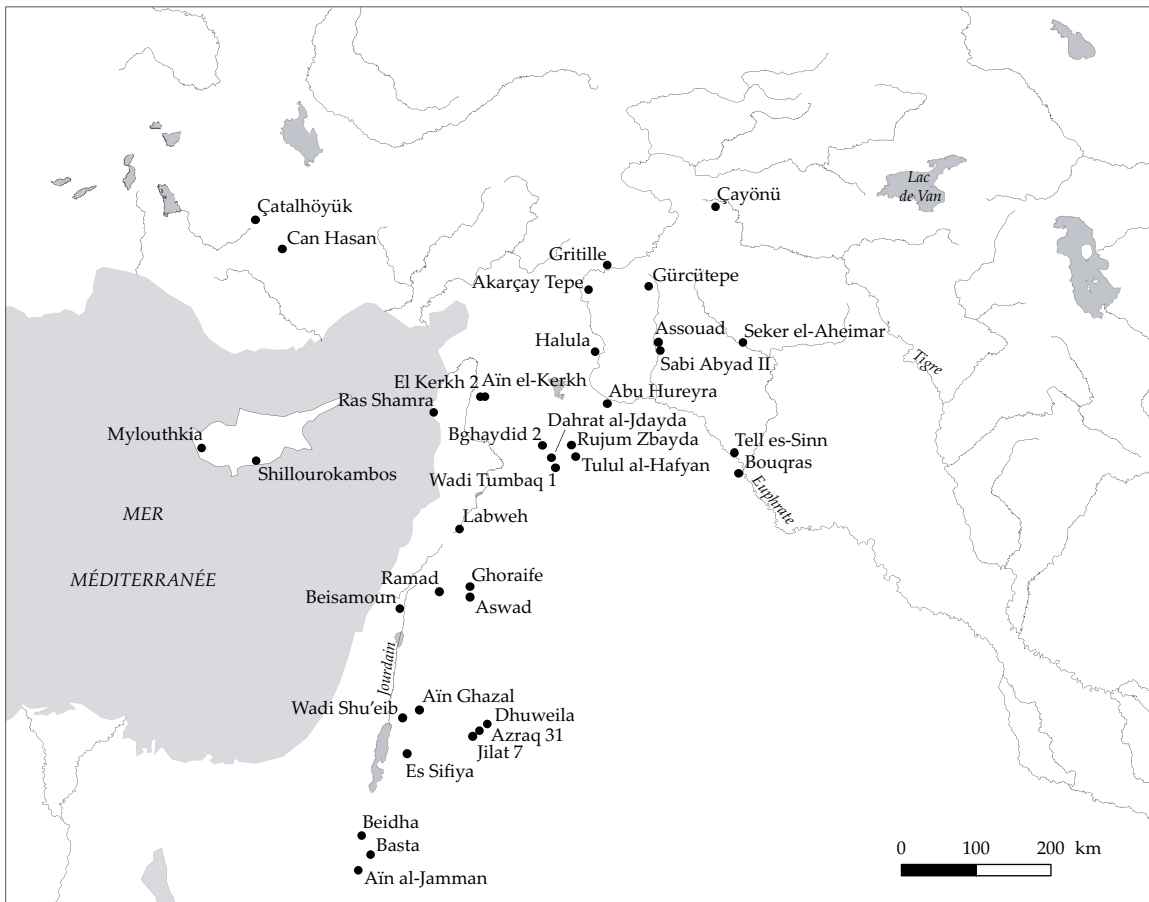 Lac
de Van
Çayönü
Çatalhöyük
Can Hasan
Gritille
Gürcütepe
Akarçay Tepe
Assouad
Seker el-Aheimar
Halula
Sabi Abyad II
Tigre
El Kerkh 2
Aïn el-Kerkh
Abu Hureyra
Ras Shamra
Dahrat al-Jdayda
Mylouthkia
Bghaydid 2
Rujum Zbayda
Tell es-Sinn
Shillourokambos
Tulul al-Hafyan
Bouqras
Wadi Tumbaq 1
Euphrate
MER
Labweh
MÉDITERRANÉE
Ramad
Ghoraife
Beisamoun
Aswad
Jourdain
Aïn Ghazal
Wadi Shu'eib
Dhuweila
Azraq 31
Jilat 7
Es Sifiya
Beidha
Basta
Aïn al-Jamman
0 100 200 km